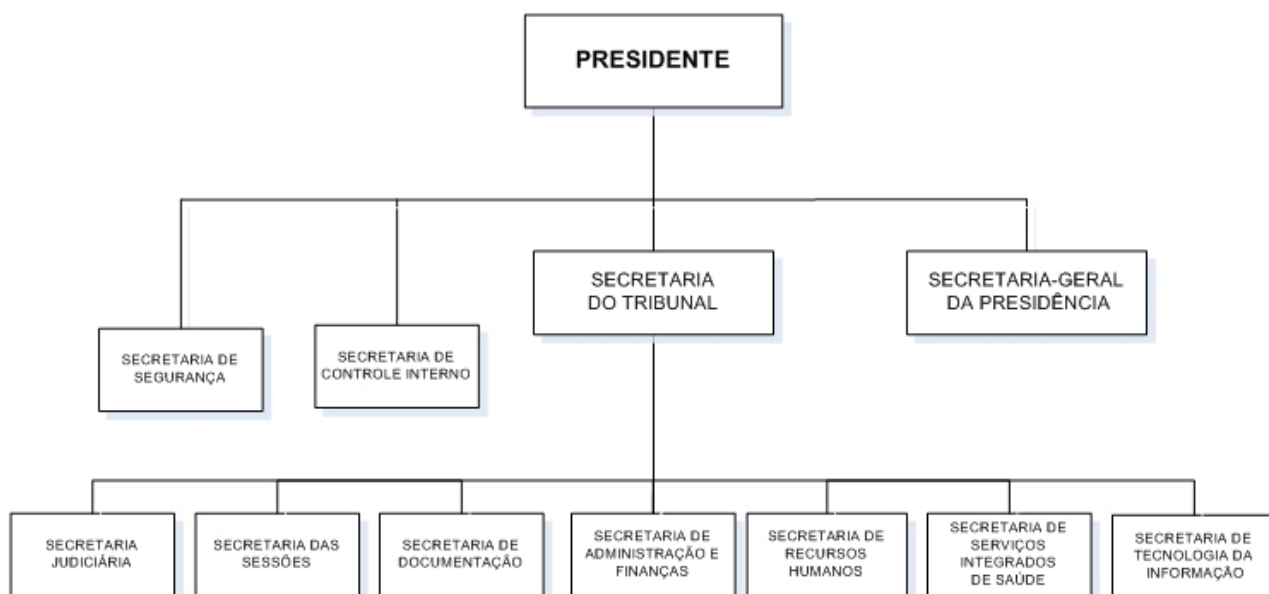 PRESIDENTE
SECRETARIA
DO TRIBUNAL
SECRETARIA-GERAL
DA PRESIDÊNCIA
SECRETARIA DE
SEGURANÇA
SECRETARIA DE
CONTROLE INTERNO
SECRETARIA
JUDICIÁRIA
SECRETARIA DAS
SESSÕES
SECRETARIA DE
DOCUMENTAÇÃO
SECRETARIA DE
ADMINISTRAÇÃO E
FINANÇAS
SECRETARIA DE
RECURSOS
HUMANOS
SECRETARIA DE
SERVIÇOS
INTEGRADOS
DE SAÚDE
SECRETARIA DE
TECNOLOGIA DA
INFORMAÇÃO